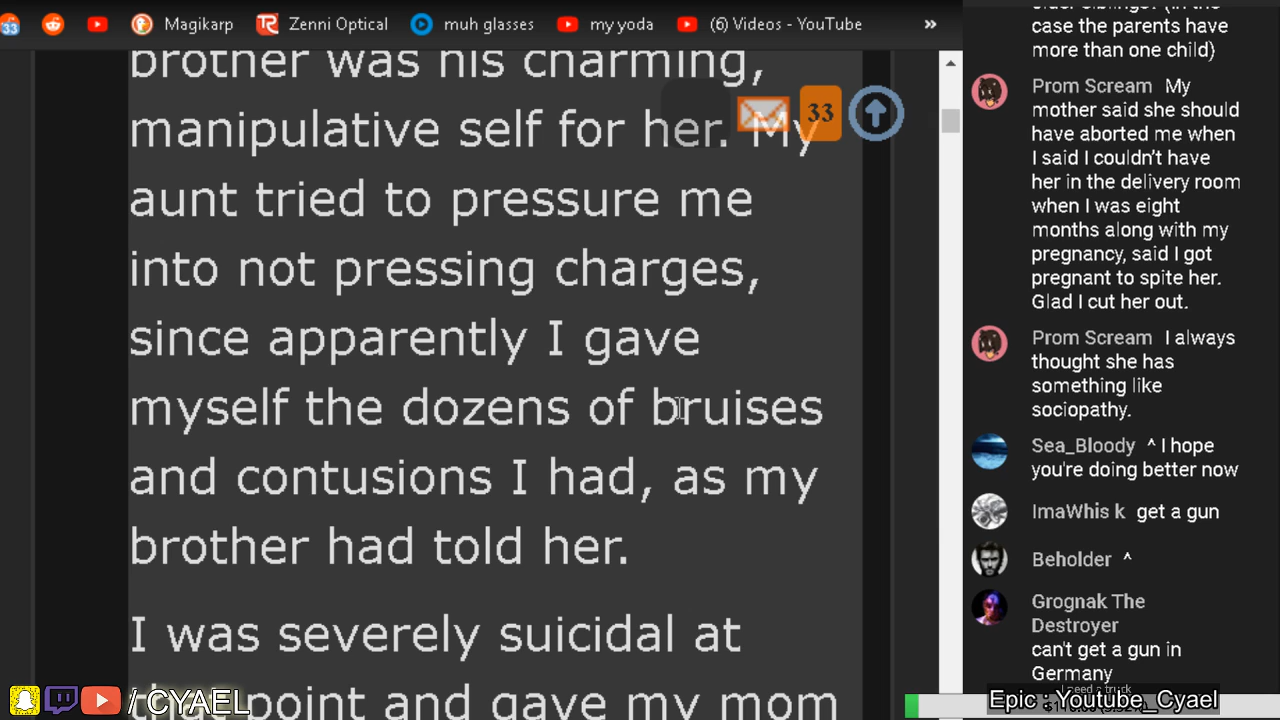 33
Magikarp
Zenni Optical
muh glasses
my yoda
(6) Videos - YouTube
»
brother was his charming,
manipulative self for her. My
33
aunt tried to pressure me
into not pressing charges,
since apparently I gave
myself the dozens of bruises
and contusions I had, as my
brother had told her.
I was severely suicidal at
that point and gave my mom
/ CYAEL
older siblings? (in the
case the parents have
more than one child)
Prom Scream My
mother said she should
have aborted me when
I said I couldn't have
her in the delivery room
when I was eight
months along with my
pregnancy, said I got
pregnant to spite her.
Glad I cut her out.
Prom Scream I always
thought she has
something like
sociopathy.
Sea_Bloody ^ I hope
you're doing better now
ImaWhis k get a gun
Beholder ^
Grognak The
Destroyer
can't get a gun in
Germany
Epic : Youtube_Cyael